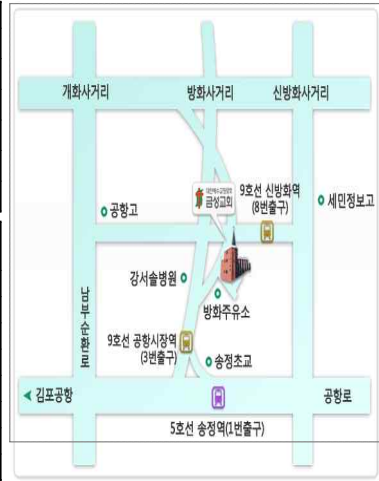 개화사거리
방화사거리
신방화사거리
금성교회
9호선 신방화역
(8번출구)
세민정보고
공항고
강서솔병원
방화주유소
남부순환로
9호선 공항시장역
(3번출구)
송정초교
김포공항
공항로
5호선 송정역(1번출구)